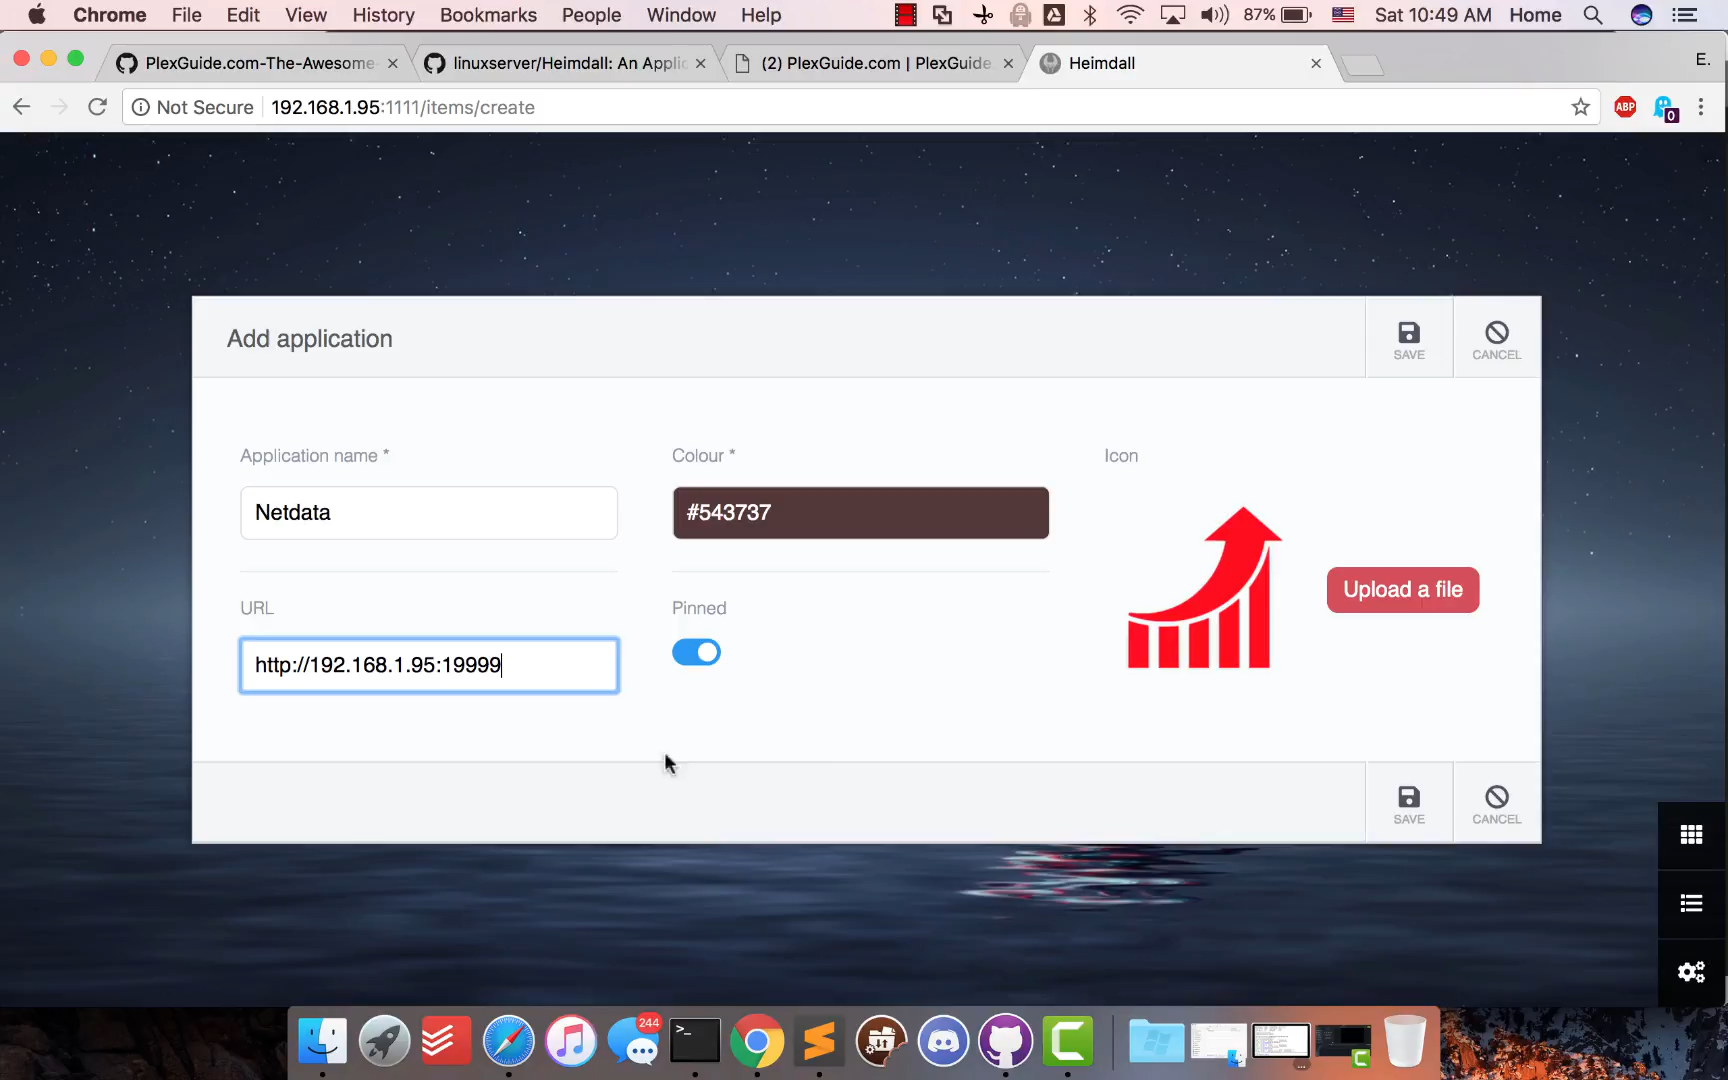 Chrome File Edit View History Bookmarks People Window Help 87% Sat 10:49 AM Home
PlexGuide.com-The-Awesome- linuxserver/Heimdall: An Applic (2) PlexGuide.com | PlexGuide. Heimdall E.
Not Secure 192.168.1.95:1111/items/create ABP 0
Add application SAVE CANCEL
Application name * Colour * Icon
Netdata #543737
Upload a file
URL Pinned
http://192.168.1.95:19999
SAVE CANCEL
244
>_